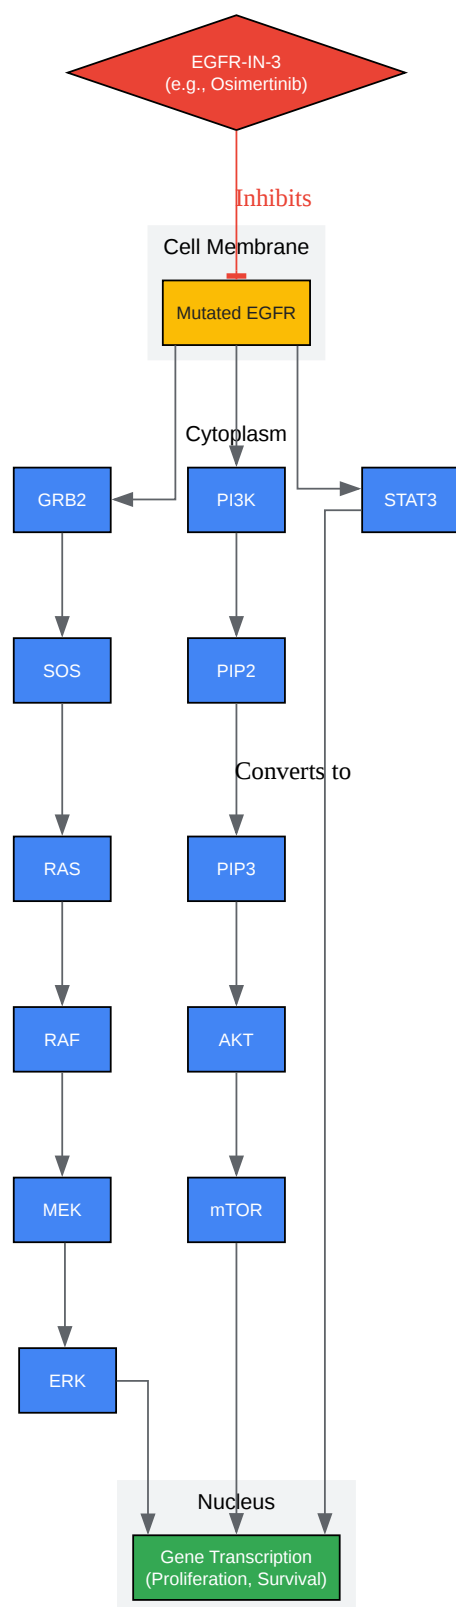 EGFR-IN-3
(e.g., Osimertinib)
Inhibits
Cell Membrane
Mutated EGFR
Cytoplasm
GRB2
PI3K
STAT3
SOS
PIP2
Converts to
RAS
PIP3
RAF
AKT
MEK
mTOR
ERK
Nucleus
Gene Transcription
(Proliferation, Survival)